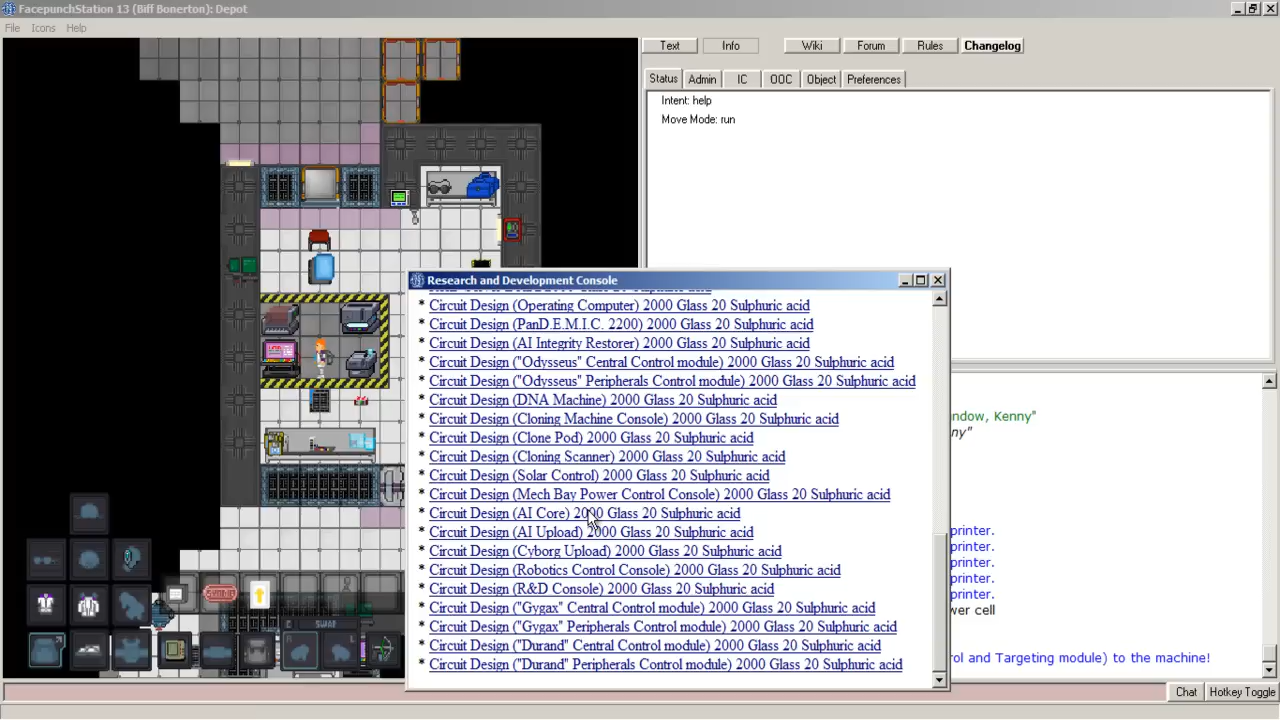 FacepunchStation 13 (Biff Bonerton): Depot
File Icons Help
Text Info Wiki Forum Rules Changelog
Status Admin IC OOC Object Preferences
Intent: help
Move Mode: run
Research and Development Console
* Circuit Design (Operating Computer) 2000 Glass 20 Sulphuric acid
* Circuit Design (PanD.E.M.I.C. 2200) 2000 Glass 20 Sulphuric acid
* Circuit Design (AI Integrity Restorer) 2000 Glass 20 Sulphuric acid
* Circuit Design ("Odysseus" Central Control module) 2000 Glass 20 Sulphuric acid
* Circuit Design ("Odysseus" Peripherals Control module) 2000 Glass 20 Sulphuric acid
* Circuit Design (DNA Machine) 2000 Glass 20 Sulphuric acid
* Circuit Design (Cloning Machine Console) 2000 Glass 20 Sulphuric acid
* Circuit Design (Clone Pod) 2000 Glass 20 Sulphuric acid
* Circuit Design (Cloning Scanner) 2000 Glass 20 Sulphuric acid
* Circuit Design (Solar Control) 2000 Glass 20 Sulphuric acid
* Circuit Design (Mech Bay Power Control Console) 2000 Glass 20 Sulphuric acid
* Circuit Design (AI Core) 2000 Glass 20 Sulphuric acid
* Circuit Design (AI Upload) 2000 Glass 20 Sulphuric acid
* Circuit Design (Cyborg Upload) 2000 Glass 20 Sulphuric acid
* Circuit Design (Robotics Control Console) 2000 Glass 20 Sulphuric acid
* Circuit Design (R&D Console) 2000 Glass 20 Sulphuric acid
* Circuit Design ("Gygax" Central Control module) 2000 Glass 20 Sulphuric acid
* Circuit Design ("Gygax" Peripherals Control module) 2000 Glass 20 Sulphuric acid
* Circuit Design ("Durand" Central Control module) 2000 Glass 20 Sulphuric acid
* Circuit Design ("Durand" Peripherals Control module) 2000 Glass 20 Sulphuric acid
ndow, Kenny"
ny"
printer.
printer.
printer.
printer.
printer.
wer cell
rol and Targeting module) to the machine!
SWAP
Chat Hotkey Toggle